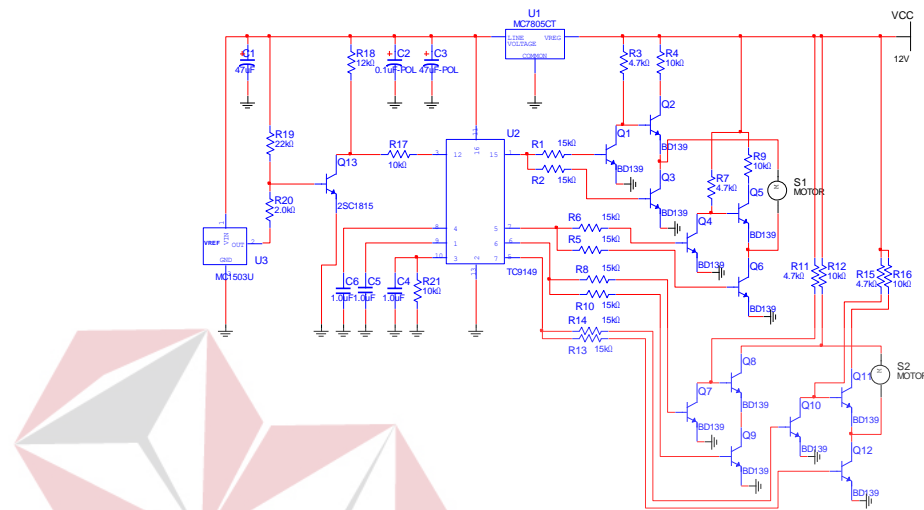 U1
MC7805CT
LINE VREG
VOLTAGE
COMMON
VCC
12V
C1
47uF
R18
12kΩ
C2
0.1uF-POL
C3
47uF-POL
R3
4.7kΩ
R4
10kΩ
Q2
BD139
R19
22kΩ
Q13
2SC1815
R17
10kΩ
U2
TC9149
3 12
11
16
15 1
8 4
9 1
10 3
5 7
6 6
7 5
2
13
R1 15kΩ
R2 15kΩ
Q1
BD139
Q3
BD139
R9
10kΩ
R7
4.7kΩ
Q5
BD139
S1
MOTOR
M
R20
2.0kΩ
Q4
BD139
R6 15kΩ
R5 15kΩ
1
VREF VIN OUT 2
GND
U3
MC1503U
C6
1.0uF
C5
1.0uF
C4
1.0uF
R21
10kΩ
R8 15kΩ
R10 15kΩ
Q6
BD139
R11
4.7kΩ
R12
10kΩ
R15
4.7kΩ
R16
10kΩ
R14 15kΩ
R13 15kΩ
Q8
BD139
Q7
BD139
Q9
BD139
Q11
BD139
S2
MOTOR
M
Q10
BD139
Q12
BD139